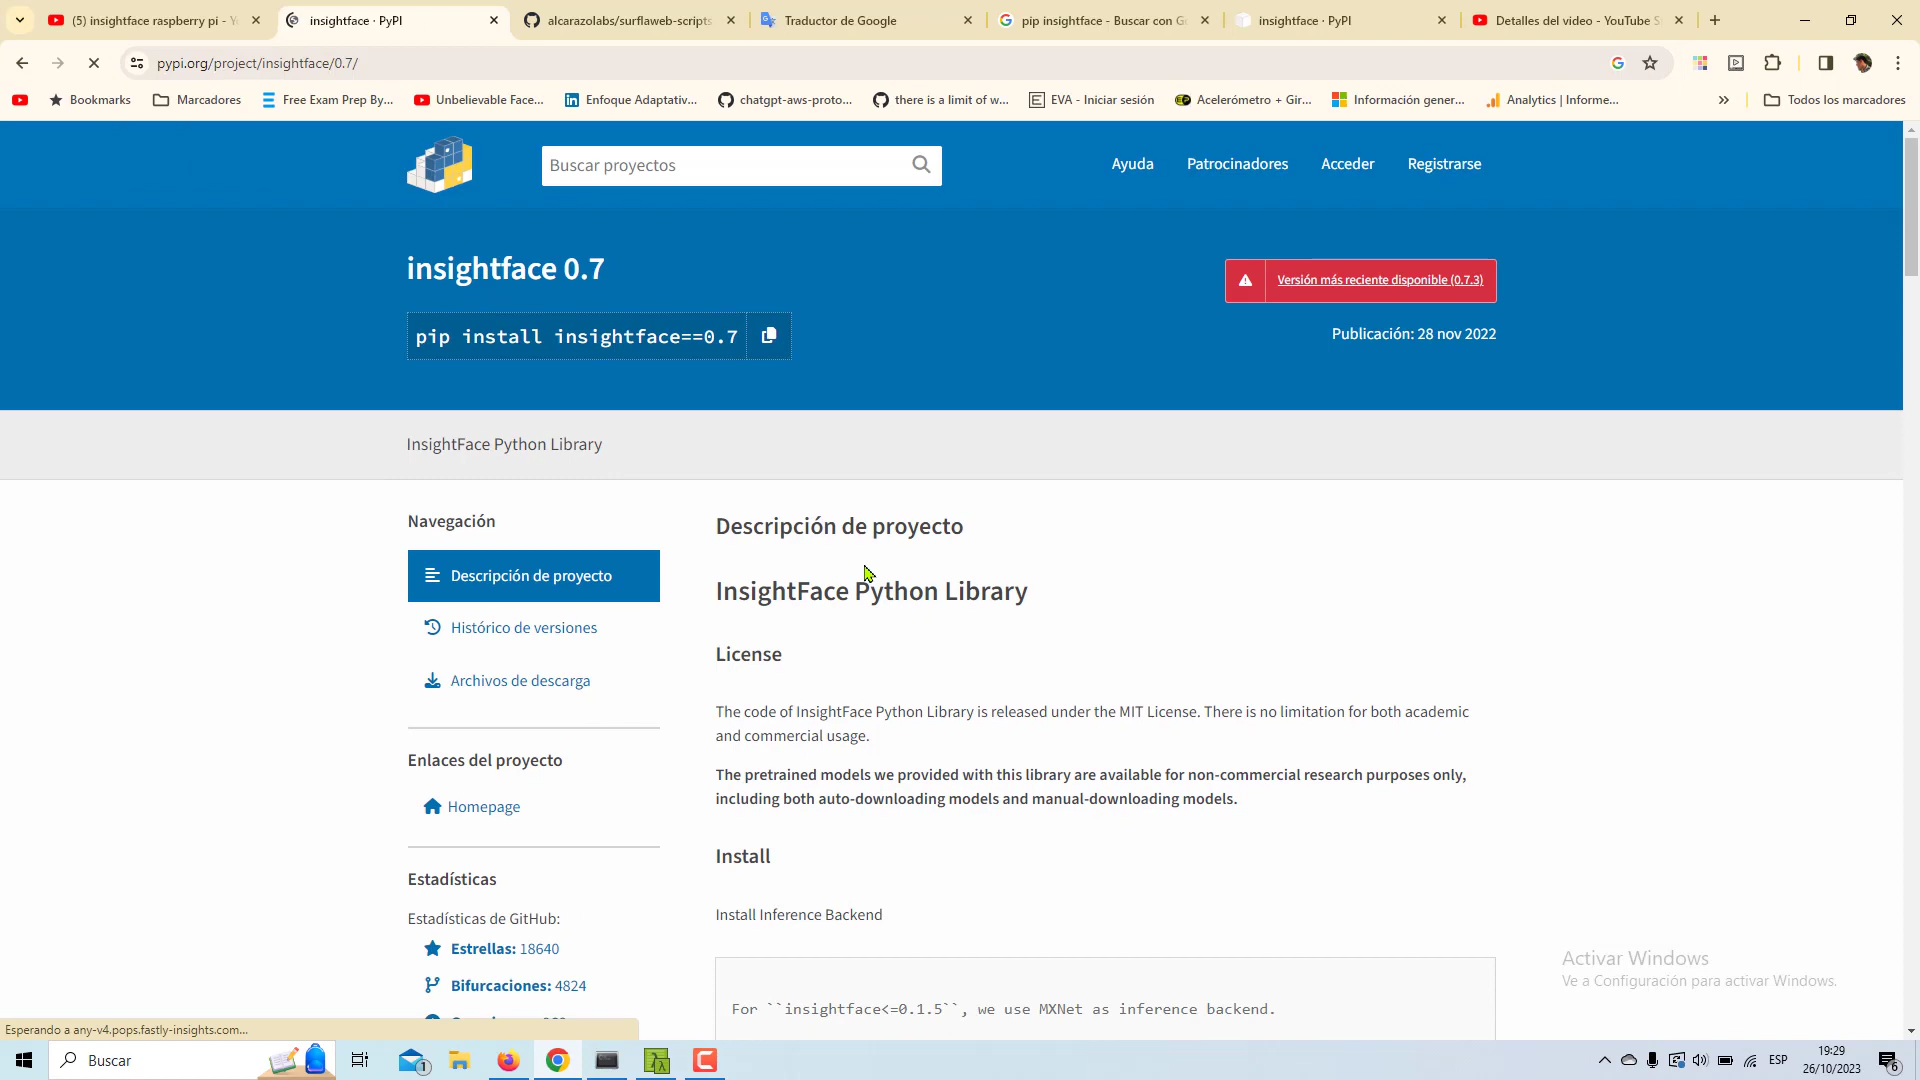 (5) insightface raspberry pi - Y
insightface · PyPI
alcarazolabs/surflaweb-scripts
Traductor de Google
pip insightface - Buscar con G
insightface · PyPI
Detalles del video - YouTube S
pypi.org/project/insightface/0.7/
Bookmarks
Marcadores
Free Exam Prep By...
Unbelievable Face...
Enfoque Adaptativ...
chatgpt-aws-proto...
there is a limit of w...
EVA - Iniciar sesión
Acelerómetro + Gir...
Información gener...
Analytics | Informe...
Todos los marcadores
Buscar proyectos
Ayuda
Patrocinadores
Acceder
Registrarse
insightface 0.7
Versión más reciente disponible (0.7.3)
pip install insightface==0.7
Publicación: 28 nov 2022
InsightFace Python Library
Navegación
Descripción de proyecto
Histórico de versiones
Archivos de descarga
Enlaces del proyecto
Homepage
Estadísticas
Estadísticas de GitHub:
Estrellas: 18640
Bifurcaciones: 4824
Descripción de proyecto
InsightFace Python Library
License
The code of InsightFace Python Library is released under the MIT License. There is no limitation for both academic
and commercial usage.
The pretrained models we provided with this library are available for non-commercial research purposes only,
including both auto-downloading models and manual-downloading models.
Install
Install Inference Backend
For ``insightface<=0.1.5``, we use MXNet as inference backend.
Activar Windows
Ve a Configuración para activar Windows.
Esperando a any-v4.pops.fastly-insights.com...
Buscar
1
ESP
19:29
26/10/2023
6